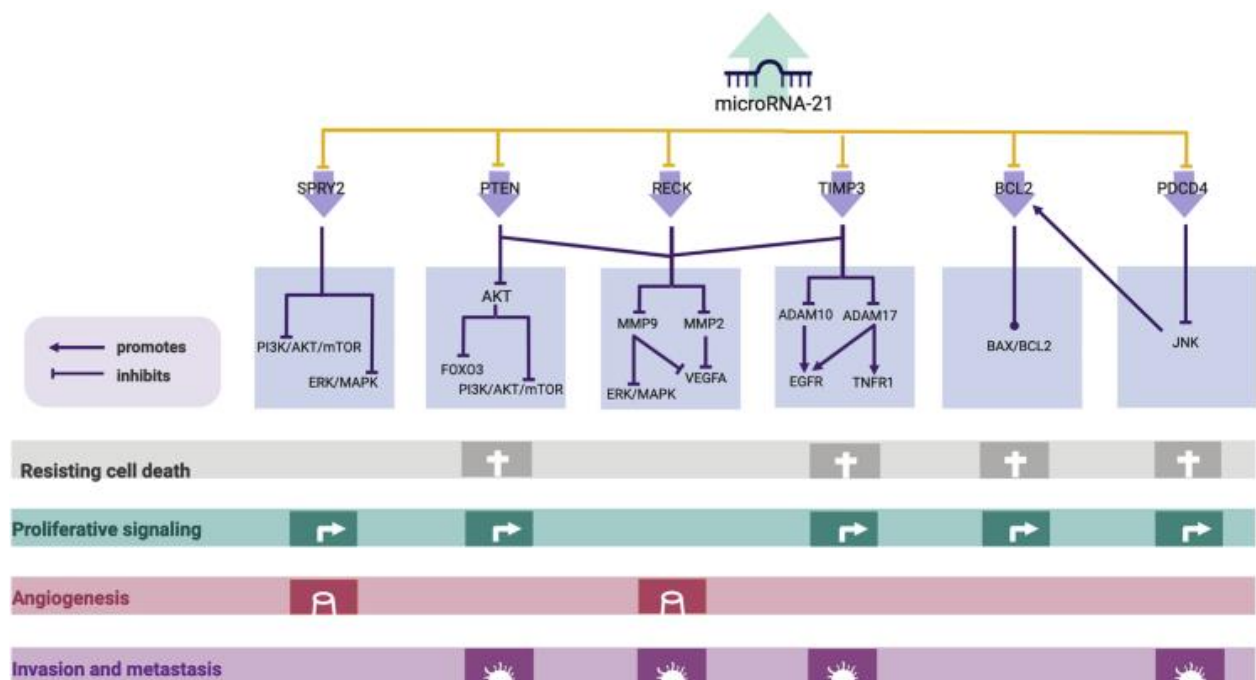 microRNA-21
SPRY2 PTEN RECK TIMP3 BCL2 PDCD4
promotes
inhibits
PI3K/AKT/mTOR
ERK/MAPK
AKT
FOXO3
PI3K/AKT/mTOR
MMP9 MMP2
VEGFA
ERK/MAPK
ADAM10 ADAM17
EGFR TNFR1
BAX/BCL2
JNK
Resisting cell death
Proliferative signaling
Angiogenesis
Invasion and metastasis